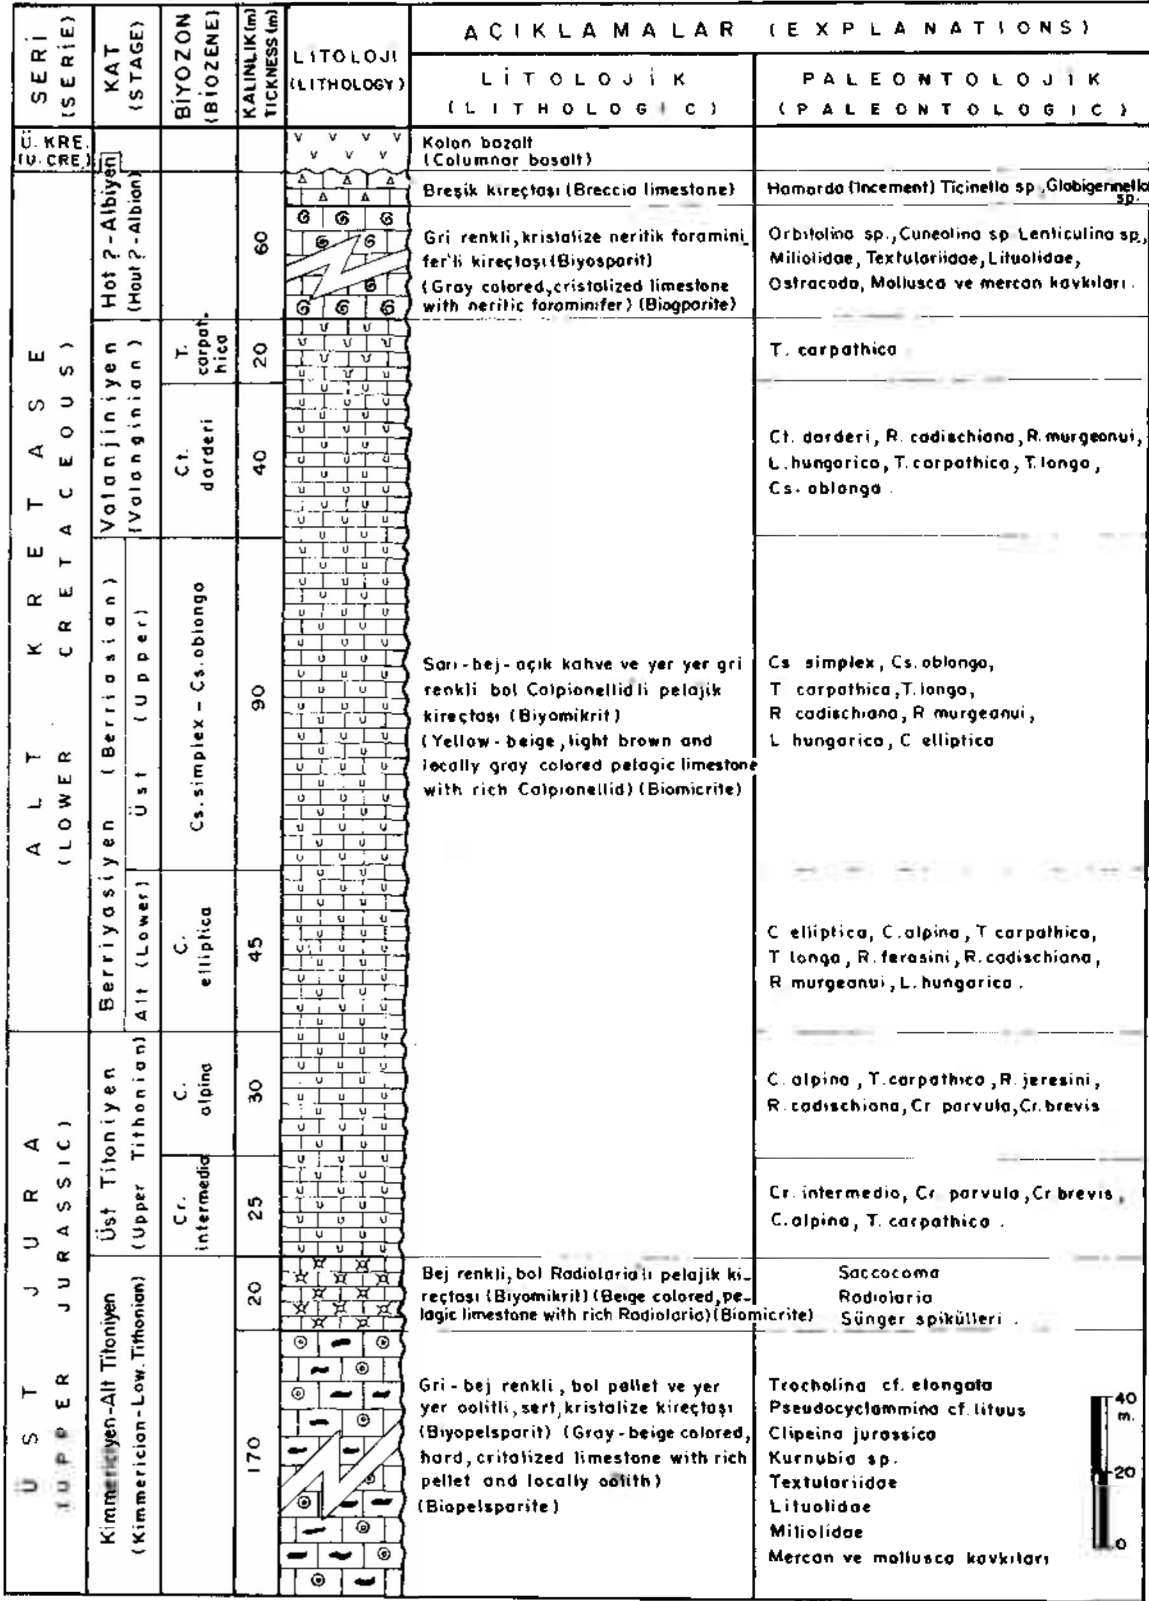 SERİ
(SERIE)
KAT
(STAGE)
BİYOZON
(BIOZENE)
KALINLIK(m)
TICKNESS(m)
LİTOLOJI
(LITHOLOGY)
AÇIKLAMALAR (EXPLANATIONS)
LİTOLOJİK
(LITHOLOGIC)
PALEONTOLOJIK
(PALEONTOLOGIC)
Ü. KRE.
(U. CRE.)
Kolon bazalt
(Columnar basalt)
ALT KRETASE
(LOWER CRETACEOUS)
Hot ?-Albiyen
(Hout?-Albian)
60
Breşik kireçtaşı (Breccia limestone)
Hamarda (Incement) Ticinella sp., Globigerinella
sp.
Gri renkli, kristalize neritik foramini_
fer'li kireçtaşı (Biyosparit)
(Gray colored, cristalized limestone
with neritic foraminifer) (Biogparite)
Orbitolina sp., Cuneolina sp Lenticulina sp.,
Miliolidae, Textulariidae, Lituolidae,
Ostracoda, Mollusca ve mercan kavkıları.
Valanjiniyen
(Valanginian)
T.
carpat-
hica
20
T. carpathica
Ct.
darderi
40
Ct. darderi, R. cadischiana, R. murgeanui,
L. hungarica, T. carpathica, T. longa,
Cs. oblonga.
Berriyasiyen (Berriasian)
Üst (Upper)
Cs. simplex - Cs. oblongo
90
Sarı-bej-açık kahve ve yer yer gri
renkli bol Calpionellid'li pelajik
kireçtaşı (Biyomikrit)
(Yellow-beige, light brown and
locally gray colored pelagic limestone
with rich Calpionellid) (Biomicrite)
Cs simplex, Cs. oblonga,
T carpathica, T. longa,
R cadischiana, R murgeanui,
L hungarica, C elliptica
Alt (Lower)
C.
elliptica
45
C elliptica, C. alpina, T carpathica,
T longa, R. ferasini, R. cadischiana,
R murgeanui, L. hungarica.
ÜST JURA
(UPPER JURASSIC)
Üst Titoniyen
(Upper Tithonian)
C.
alpina
30
C. alpina, T. carpathica, R. jeresini,
R. cadischiana, Cr parvula, Cr. brevis
Cr.
intermedia
25
Cr. intermedia, Cr. parvula, Cr brevis,
C. alpina, T. carpathica.
Kimmericiyen-Alt Titoniyen
(Kimmerician-Low. Tithonian)
20
Bej renkli, bol Radiolaria'lı pelajik ki_
reçtaşı (Biyomikrit) (Beige colored, pe_
lagic limestone with rich Radiolaria) (Biomicrite)
Saccocoma
Radiolaria
Sünger spikülleri.
170
Gri-bej renkli, bol pellet ve yer
yer oolitli, sert, kristalize kireçtaşı
(Biyopelsparit) (Gray-beige colored,
hard, critalized limestone with rich
pellet and locally oolith)
(Biopelsparite)
Trocholina cf. elongata
Pseudocyclammina cf. lituus
Clipeina jurassica
Kurnubia sp.
Textulariidae
Lituolidae
Miliolidae
Mercan ve mollusca kavkıları
40
m.
20
0